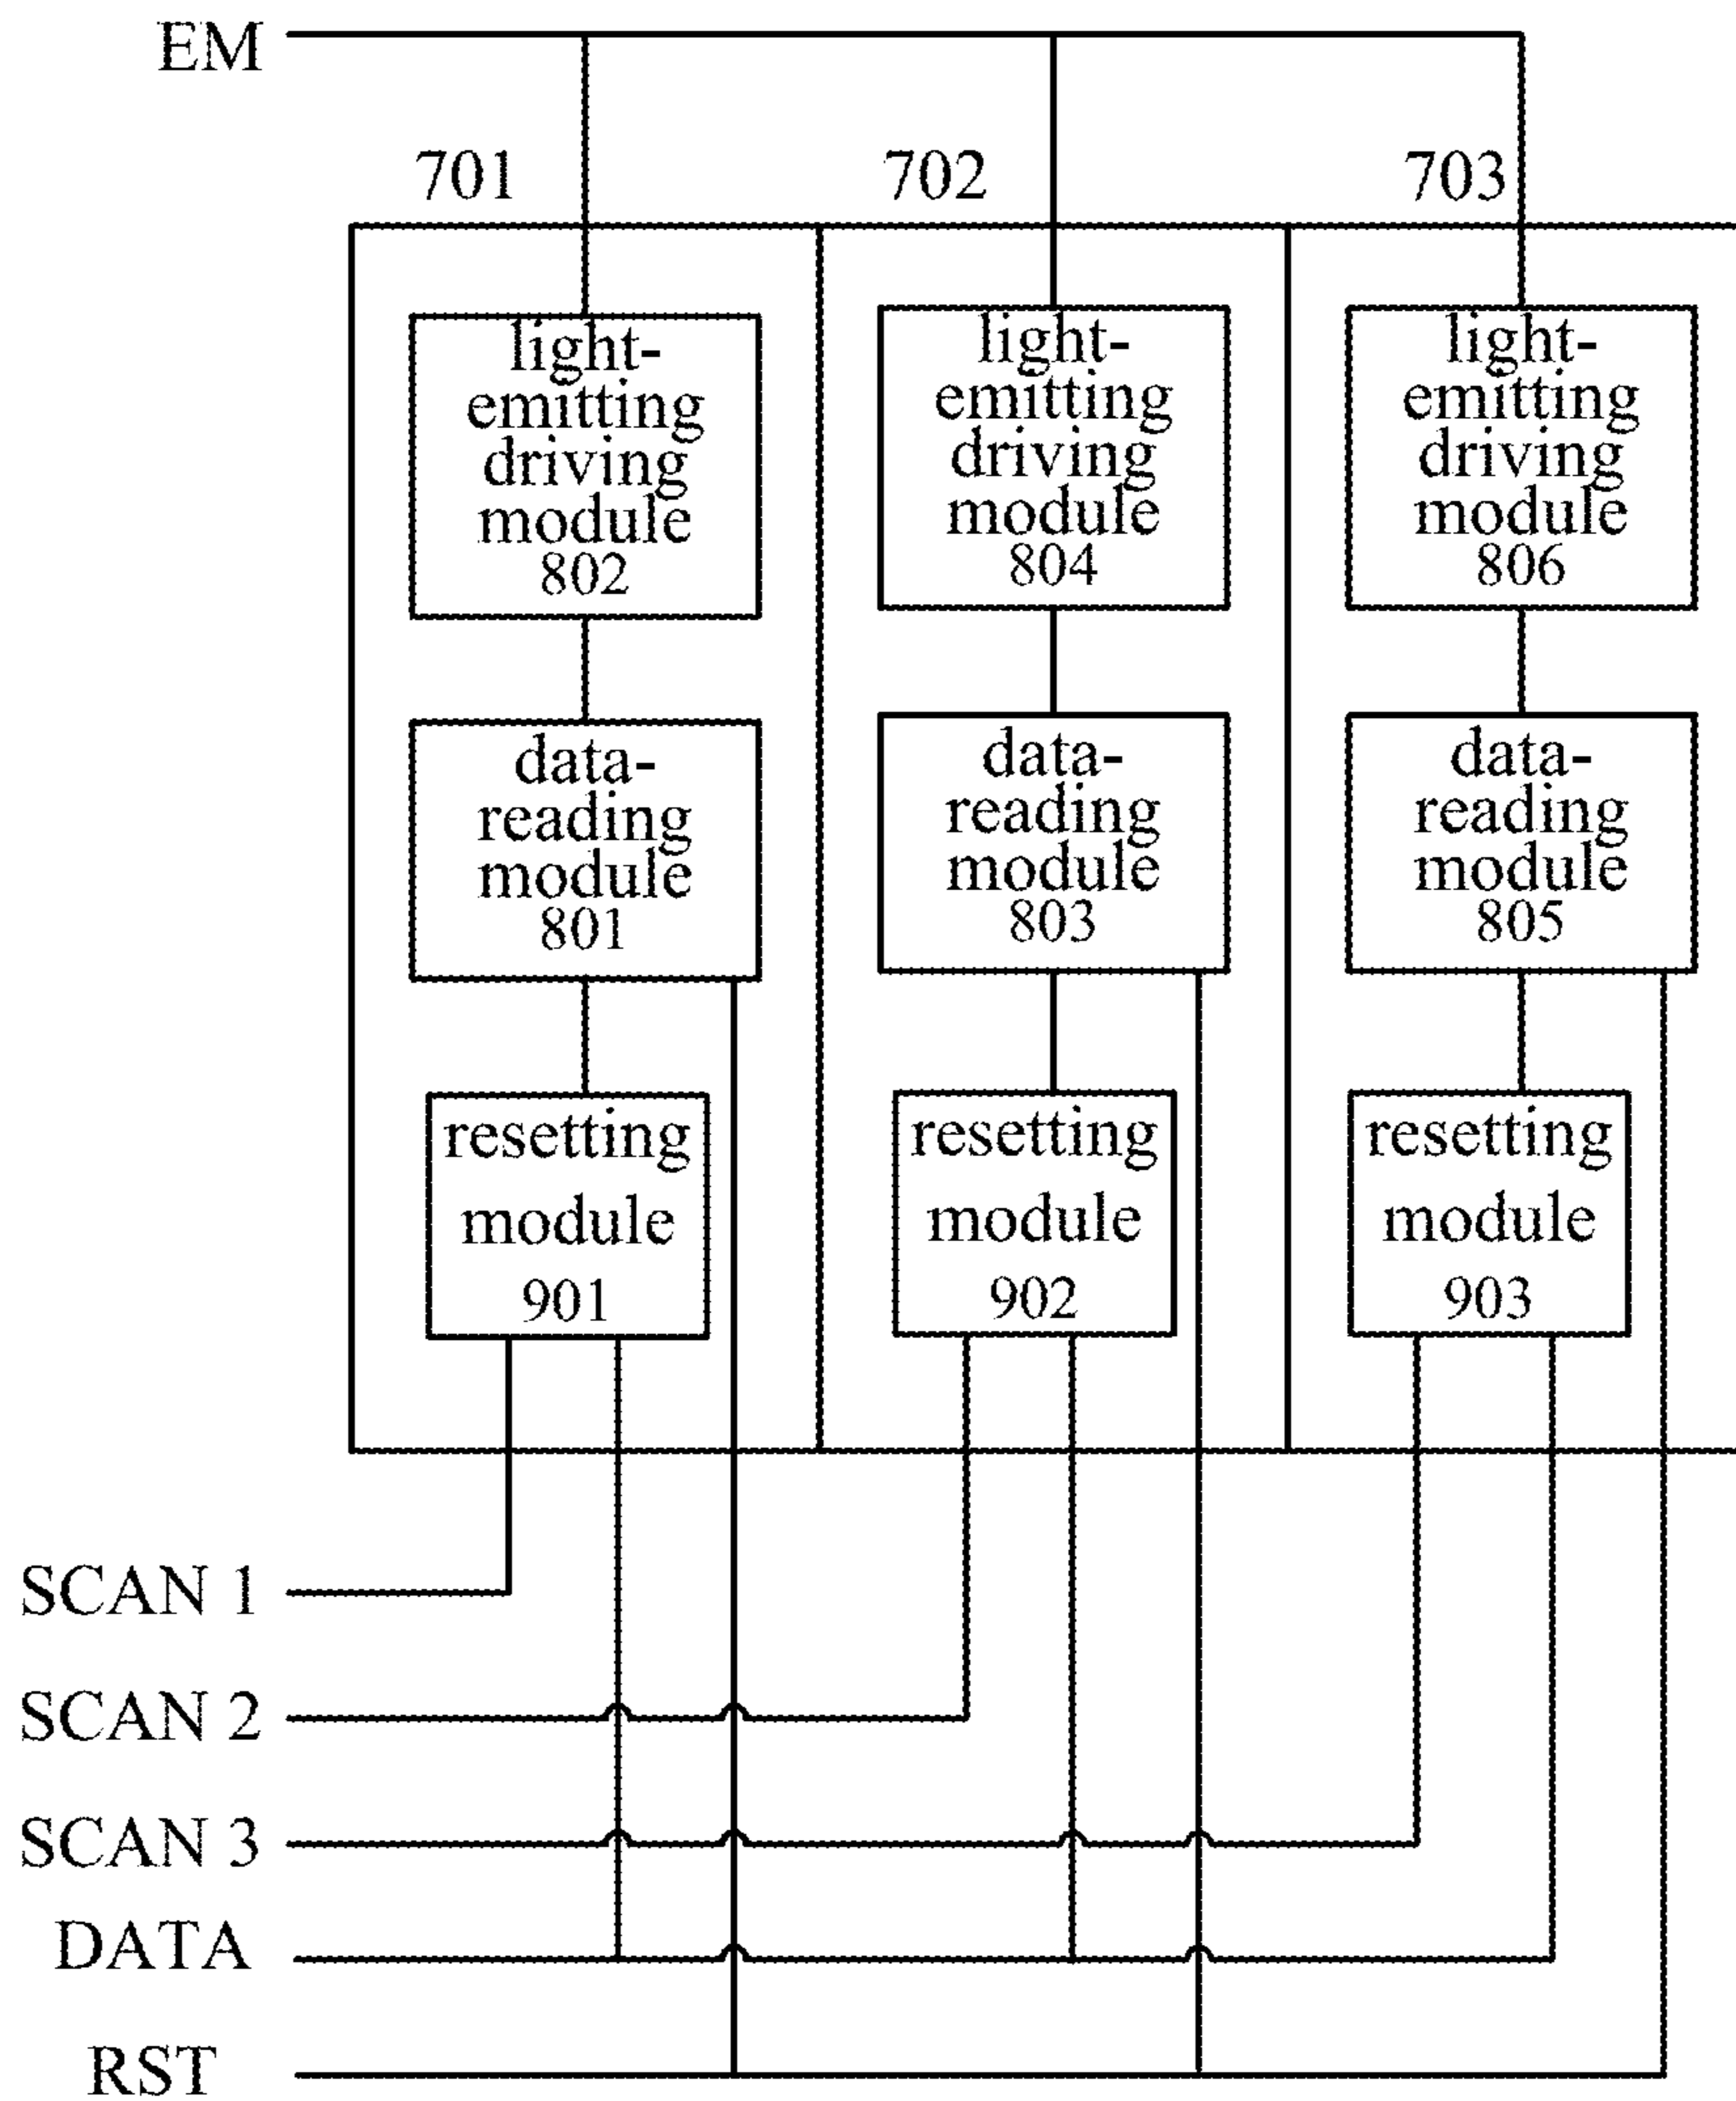 EM
701
702
703
light-
emitting
driving
module
802
light-
emitting
driving
module
804
light-
emitting
driving
module
806
data-
reading
module
801
data-
reading
module
803
data-
reading
module
805
resetting
module
901
resetting
module
902
resetting
module
903
SCAN 1
SCAN 2
SCAN 3
DATA
RST